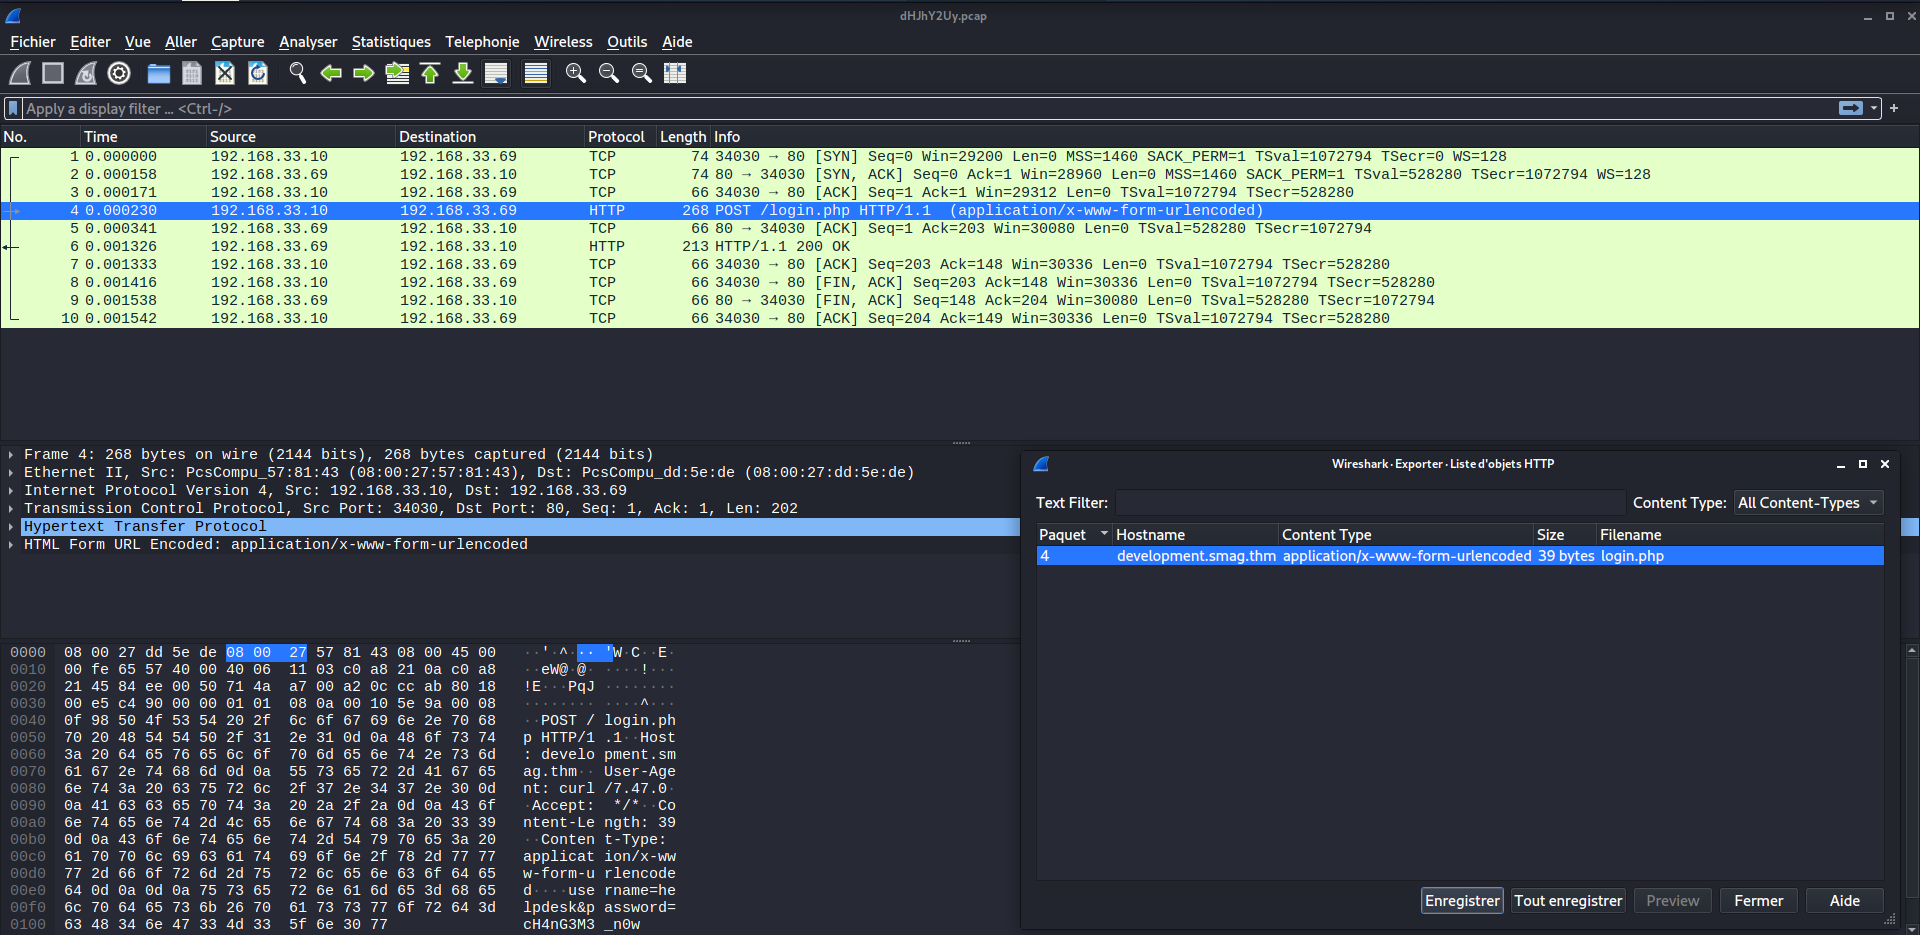 dHJhY2Uy.pcap
Fichier Editer Vue Aller Capture Analyser Statistiques Telephonie Wireless Outils Aide
Apply a display filter … <Ctrl-/>
No. Time Source Destination Protocol Length Info
1 0.000000 192.168.33.10 192.168.33.69 TCP 74 34030 → 80 [SYN] Seq=0 Win=29200 Len=0 MSS=1460 SACK_PERM=1 TSval=1072794 TSecr=0 WS=128
2 0.000158 192.168.33.69 192.168.33.10 TCP 74 80 → 34030 [SYN, ACK] Seq=0 Ack=1 Win=28960 Len=0 MSS=1460 SACK_PERM=1 TSval=528280 TSecr=1072794 WS=128
3 0.000171 192.168.33.10 192.168.33.69 TCP 66 34030 → 80 [ACK] Seq=1 Ack=1 Win=29312 Len=0 TSval=1072794 TSecr=528280
4 0.000230 192.168.33.10 192.168.33.69 HTTP 268 POST /login.php HTTP/1.1  (application/x-www-form-urlencoded)
5 0.000341 192.168.33.69 192.168.33.10 TCP 66 80 → 34030 [ACK] Seq=1 Ack=203 Win=30080 Len=0 TSval=528280 TSecr=1072794
6 0.001326 192.168.33.69 192.168.33.10 HTTP 213 HTTP/1.1 200 OK
7 0.001333 192.168.33.10 192.168.33.69 TCP 66 34030 → 80 [ACK] Seq=203 Ack=148 Win=30336 Len=0 TSval=1072794 TSecr=528280
8 0.001416 192.168.33.10 192.168.33.69 TCP 66 34030 → 80 [FIN, ACK] Seq=203 Ack=148 Win=30336 Len=0 TSval=1072794 TSecr=528280
9 0.001538 192.168.33.69 192.168.33.10 TCP 66 80 → 34030 [FIN, ACK] Seq=148 Ack=204 Win=30080 Len=0 TSval=528280 TSecr=1072794
10 0.001542 192.168.33.10 192.168.33.69 TCP 66 34030 → 80 [ACK] Seq=204 Ack=149 Win=30336 Len=0 TSval=1072794 TSecr=528280
Frame 4: 268 bytes on wire (2144 bits), 268 bytes captured (2144 bits)
Ethernet II, Src: PcsCompu_57:81:43 (08:00:27:57:81:43), Dst: PcsCompu_dd:5e:de (08:00:27:dd:5e:de)
Internet Protocol Version 4, Src: 192.168.33.10, Dst: 192.168.33.69
Transmission Control Protocol, Src Port: 34030, Dst Port: 80, Seq: 1, Ack: 1, Len: 202
Hypertext Transfer Protocol
HTML Form URL Encoded: application/x-www-form-urlencoded
0000 08 00 27 dd 5e de 08 00 27 57 81 43 08 00 45 00 ··'·^··· 'W·C··E·
0010 00 fe 65 57 40 00 40 06 11 03 c0 a8 21 0a c0 a8 ··eW@·@· ····!···
0020 21 45 84 ee 00 50 71 4a a7 00 a2 0c cc ab 80 18 !E···PqJ ········
0030 00 e5 c4 90 00 00 01 01 08 0a 00 10 5e 9a 00 08 ········ ····^···
0040 0f 98 50 4f 53 54 20 2f 6c 6f 67 69 6e 2e 70 68 ··POST / login.ph
0050 70 20 48 54 54 50 2f 31 2e 31 0d 0a 48 6f 73 74 p HTTP/1 .1··Host
0060 3a 20 64 65 76 65 6c 6f 70 6d 65 6e 74 2e 73 6d : develo pment.sm
0070 61 67 2e 74 68 6d 0d 0a 55 73 65 72 2d 41 67 65 ag.thm·· User-Age
0080 6e 74 3a 20 63 75 72 6c 2f 37 2e 34 37 2e 30 0d nt: curl /7.47.0·
0090 0a 41 63 63 65 70 74 3a 20 2a 2f 2a 0d 0a 43 6f ·Accept:  */*··Co
00a0 6e 74 65 6e 74 2d 4c 65 6e 67 74 68 3a 20 33 39 ntent-Le ngth: 39
00b0 0d 0a 43 6f 6e 74 65 6e 74 2d 54 79 70 65 3a 20 ··Conten t-Type:
00c0 61 70 70 6c 69 63 61 74 69 6f 6e 2f 78 2d 77 77 applicat ion/x-ww
00d0 77 2d 66 6f 72 6d 2d 75 72 6c 65 6e 63 6f 64 65 w-form-u rlencode
00e0 64 0d 0a 0d 0a 75 73 65 72 6e 61 6d 65 3d 68 65 d····use rname=he
00f0 6c 70 64 65 73 6b 26 70 61 73 73 77 6f 72 64 3d lpdesk&p assword=
0100 63 48 34 6e 47 33 4d 33 5f 6e 30 77 cH4nG3M3 _n0w
Wireshark · Exporter · Liste d'objets HTTP
Text Filter: Content Type: All Content-Types
Paquet Hostname Content Type Size Filename
4 development.smag.thm application/x-www-form-urlencoded 39 bytes login.php
Enregistrer Tout enregistrer Preview Fermer Aide